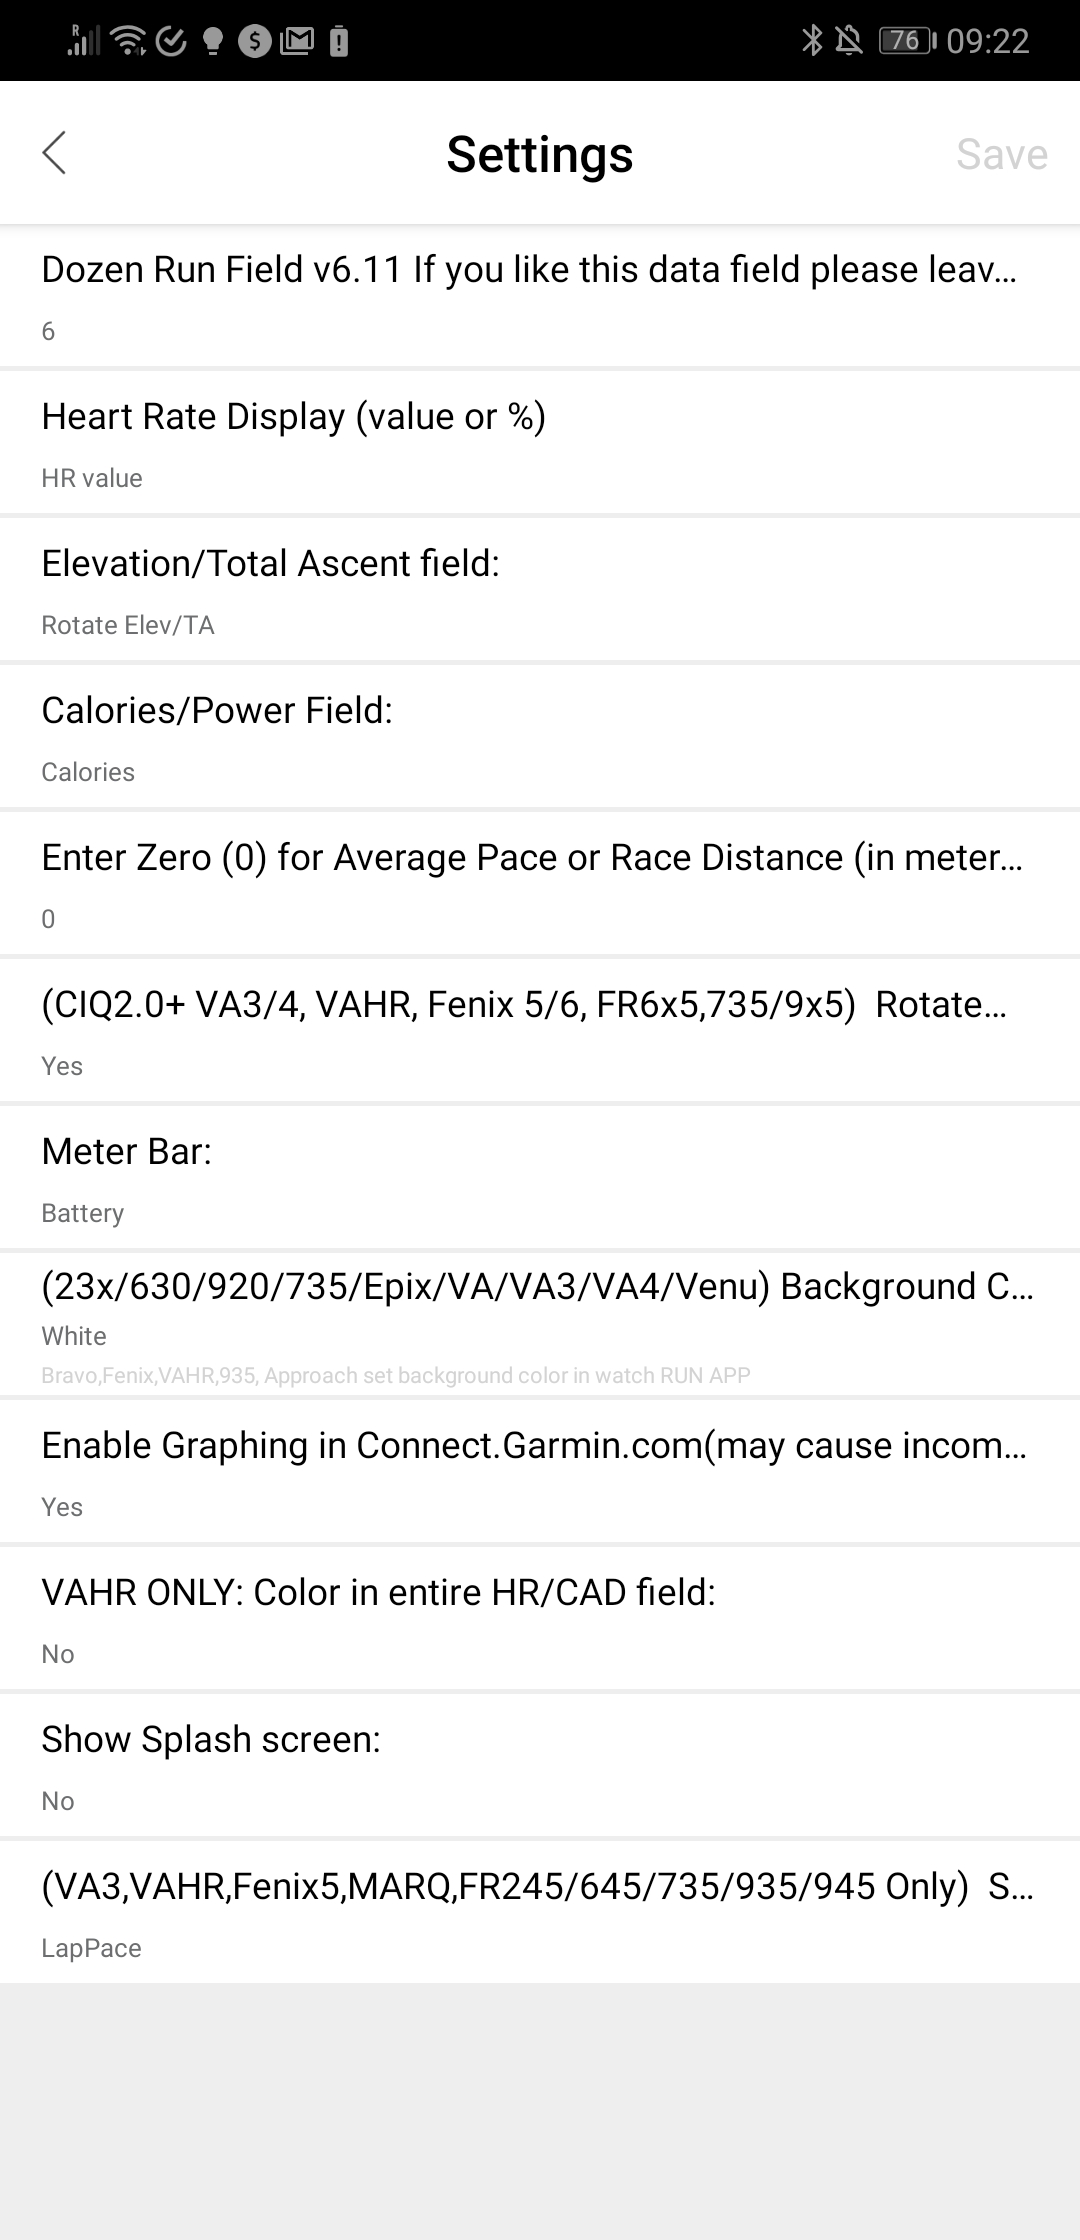 R
76 09:22
Settings
Save
Dozen Run Field v6.11 If you like this data field please leav...
6
Heart Rate Display (value or %)
HR value
Elevation/Total Ascent field:
Rotate Elev/TA
Calories/Power Field:
Calories
Enter Zero (0) for Average Pace or Race Distance (in meter...
0
(CIQ2.0+ VA3/4, VAHR, Fenix 5/6, FR6x5,735/9x5)  Rotate...
Yes
Meter Bar:
Battery
(23x/630/920/735/Epix/VA/VA3/VA4/Venu) Background C...
White
Bravo,Fenix,VAHR,935, Approach set background color in watch RUN APP
Enable Graphing in Connect.Garmin.com(may cause incom...
Yes
VAHR ONLY: Color in entire HR/CAD field:
No
Show Splash screen:
No
(VA3,VAHR,Fenix5,MARQ,FR245/645/735/935/945 Only)  S...
LapPace